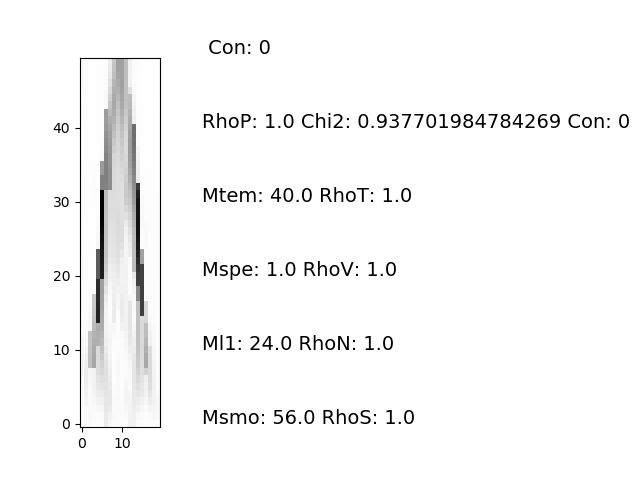 Con: 0
RhoP: 1.0 Chi2: 0.937701984784269 Con: 0
40
Mtem: 40.0 RhoT: 1.0
30
Mspe: 1.0 RhoV: 1.0
20
Ml1: 24.0 RhoN: 1.0
10
Msmo: 56.0 RhoS: 1.0
0
0 10